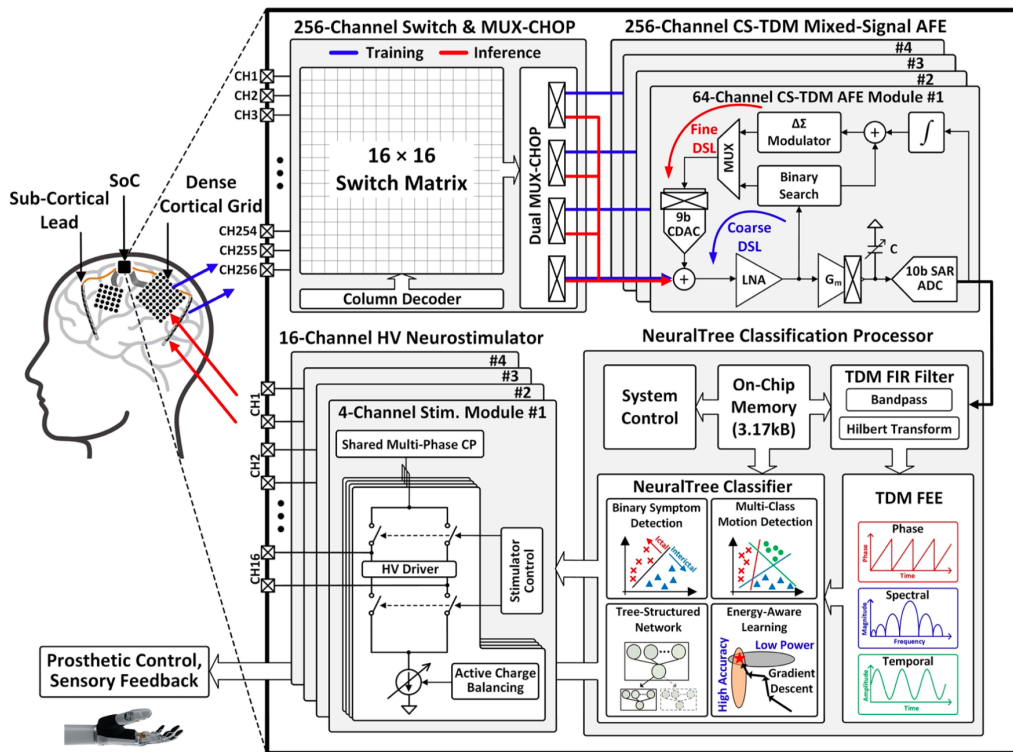 256-Channel Switch & MUX-CHOP
Training
Inference
CH1
CH2
CH3
CH254
CH255
CH256
16 × 16
Switch Matrix
Column Decoder
Dual MUX-CHOP
256-Channel CS-TDM Mixed-Signal AFE
#4
#3
#2
64-Channel CS-TDM AFE Module #1
Fine
DSL
MUX
ΔΣ
Modulator
+
∫
Binary
Search
9b
CDAC
Coarse
DSL
+
LNA
Gm
C
10b SAR
ADC
SoC
Sub-Cortical
Lead
Dense
Cortical Grid
16-Channel HV Neurostimulator
#4
#3
#2
4-Channel Stim. Module #1
CH1
CH2
CH16
Shared Multi-Phase CP
HV Driver
Stimulator
Control
Active Charge
Balancing
Prosthetic Control,
Sensory Feedback
NeuralTree Classification Processor
System
Control
On-Chip
Memory
(3.17kB)
TDM FIR Filter
Bandpass
Hilbert Transform
NeuralTree Classifier
Binary Symptom
Detection
Ictal
Interictal
Multi-Class
Motion Detection
Tree-Structured
Network
Energy-Aware
Learning
High Accuracy
Low Power
Gradient
Descent
TDM FEE
Phase
Phase
Time
Spectral
Magnitude
Frequency
Temporal
Amplitude
Time